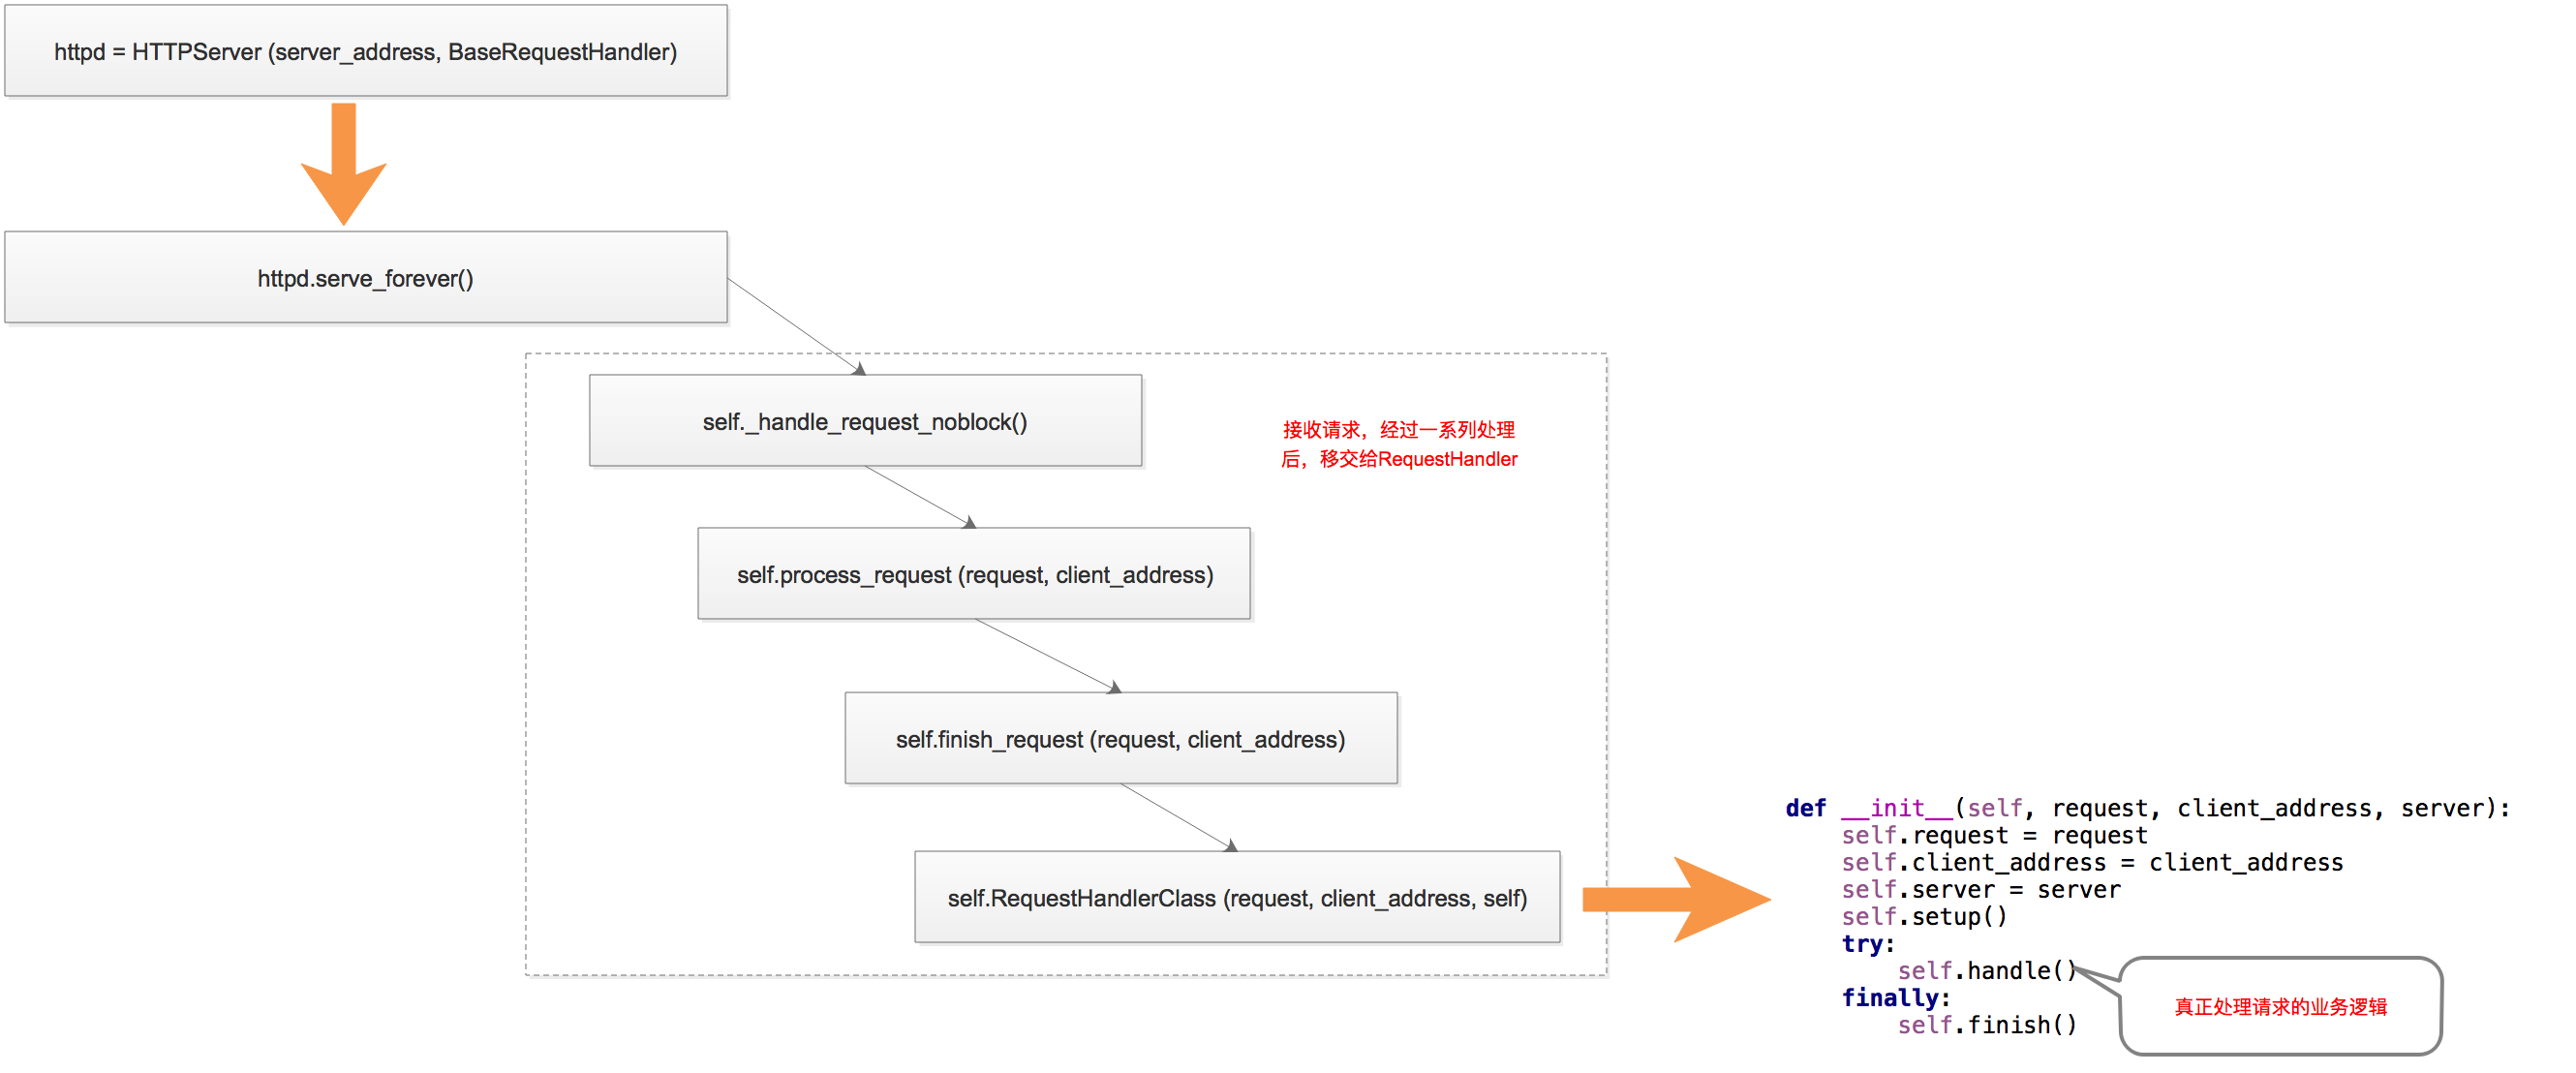 httpd = HTTPServer (server_address, BaseRequestHandler)
httpd.serve_forever()
self._handle_request_noblock()
接收请求，经过一系列处理
后，移交给RequestHandler
self.process_request (request, client_address)
self.finish_request (request, client_address)
self.RequestHandlerClass (request, client_address, self)
def __init__(self, request, client_address, server):
    self.request = request
    self.client_address = client_address
    self.server = server
    self.setup()
    try:
        self.handle()
    finally:
        self.finish()
真正处理请求的业务逻辑